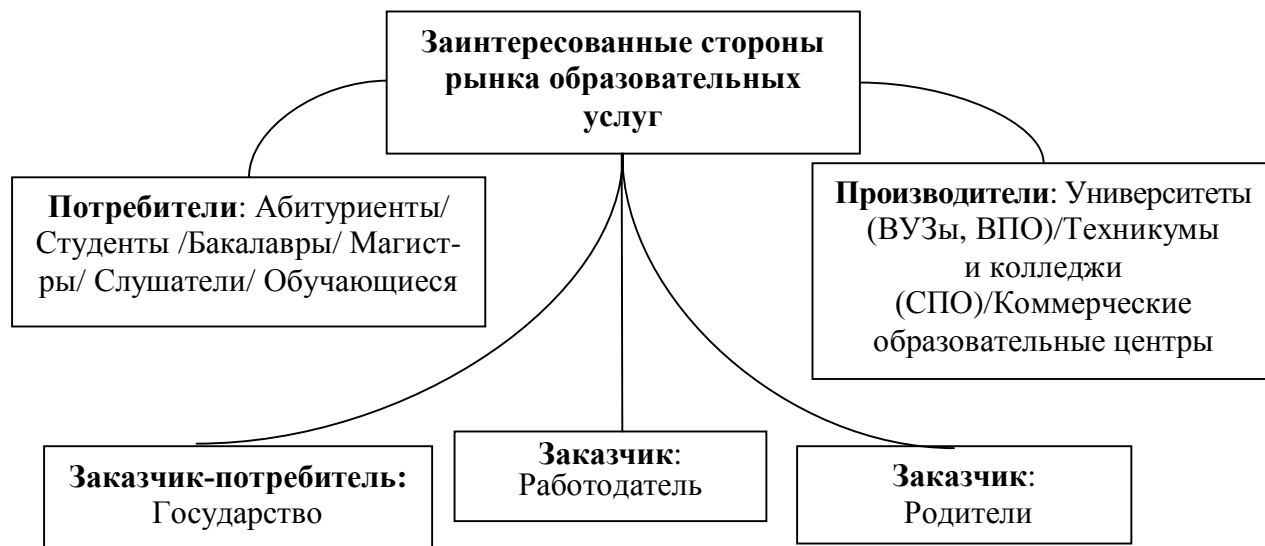 Заинтересованные стороны
рынка образовательных
услуг
Потребители: Абитуриенты/
Студенты /Бакалавры/ Магист-
ры/ Слушатели/ Обучающиеся
Производители: Университеты
(ВУЗы, ВПО)/Техникумы
и колледжи
(СПО)/Коммерческие
образовательные центры
Заказчик-потребитель:
Государство
Заказчик:
Работодатель
Заказчик:
Родители